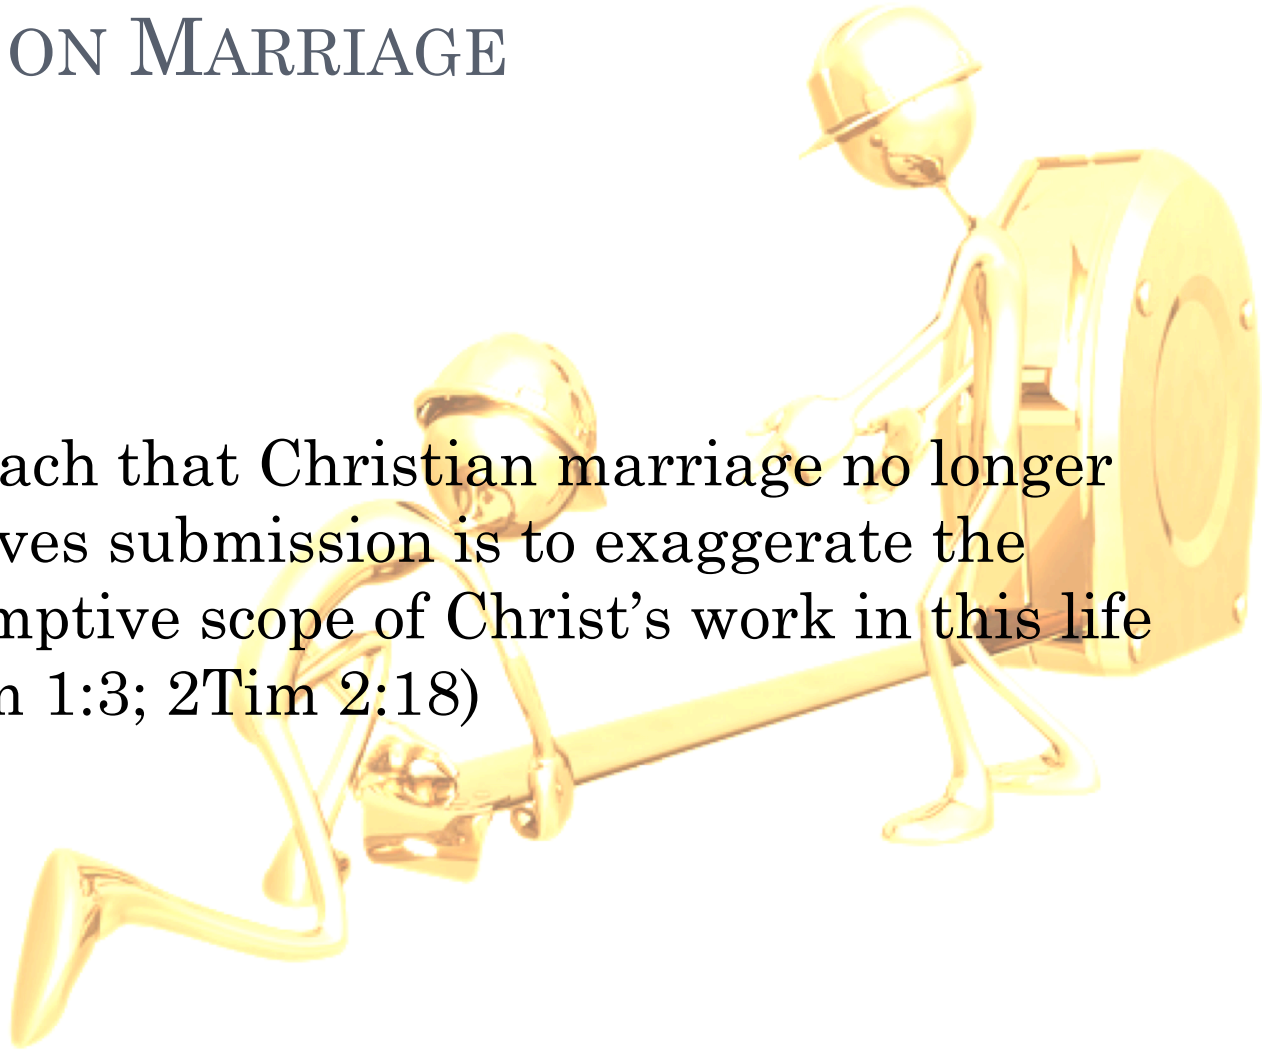 ON MARRIAGE
ach that Christian marriage no longer
ves submission is to exaggerate the
mptive scope of Christ’s work in this life
1:3; 2Tim 2:18)